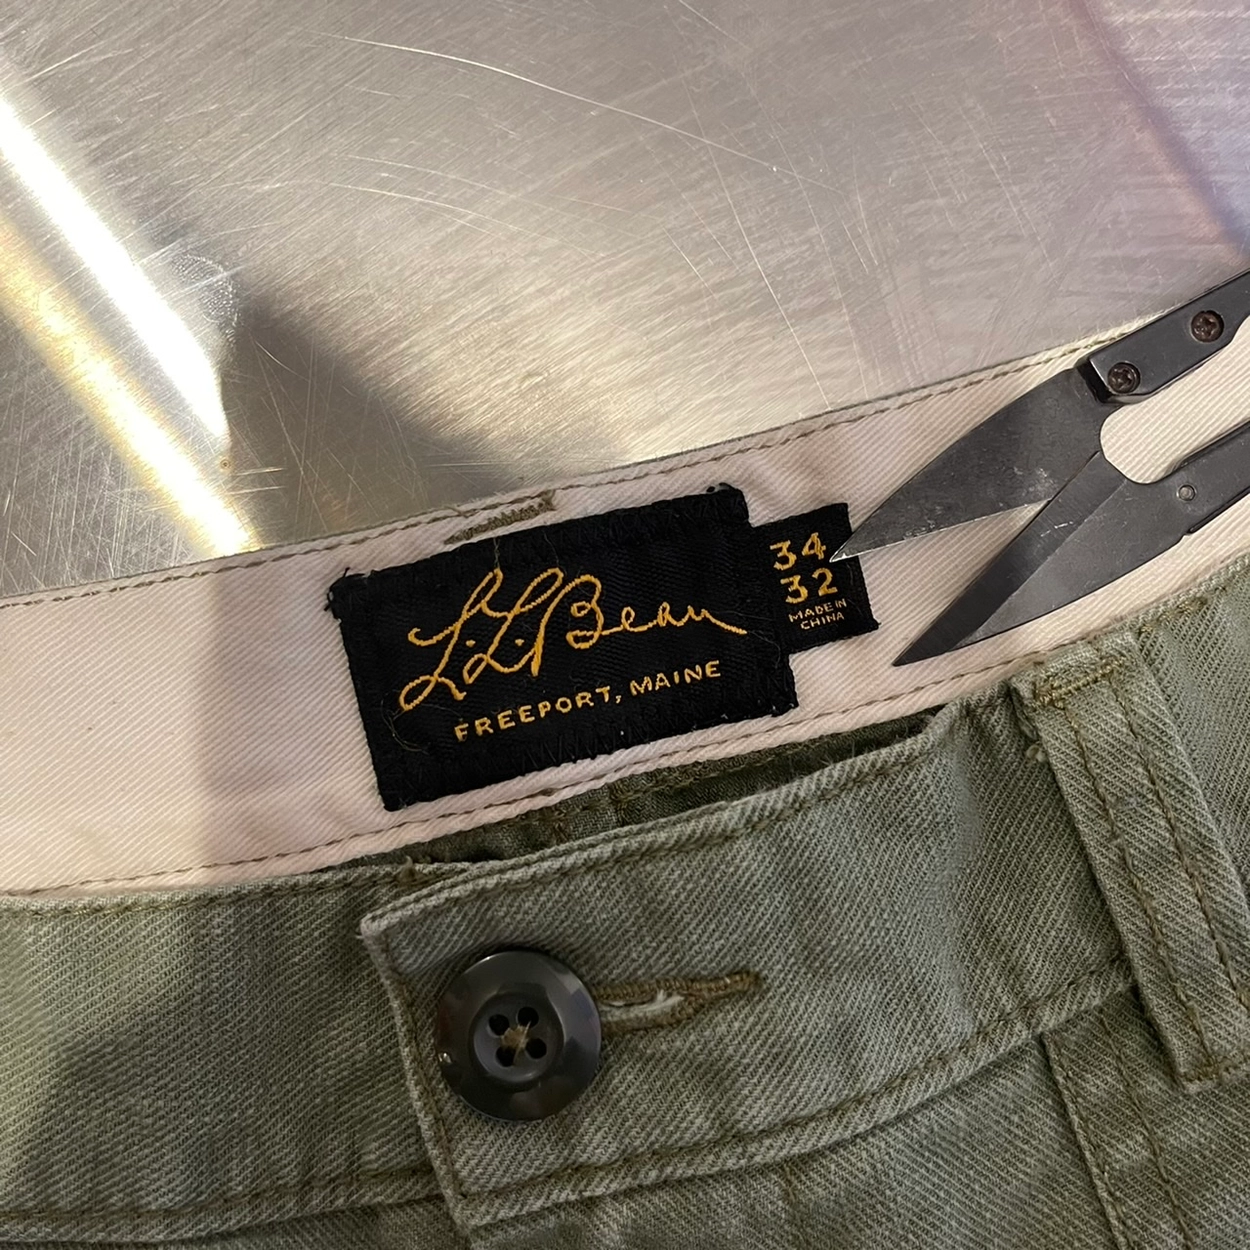 L.L.Bean
FREEPORT, MAINE
34
32
MADE IN
CHINA